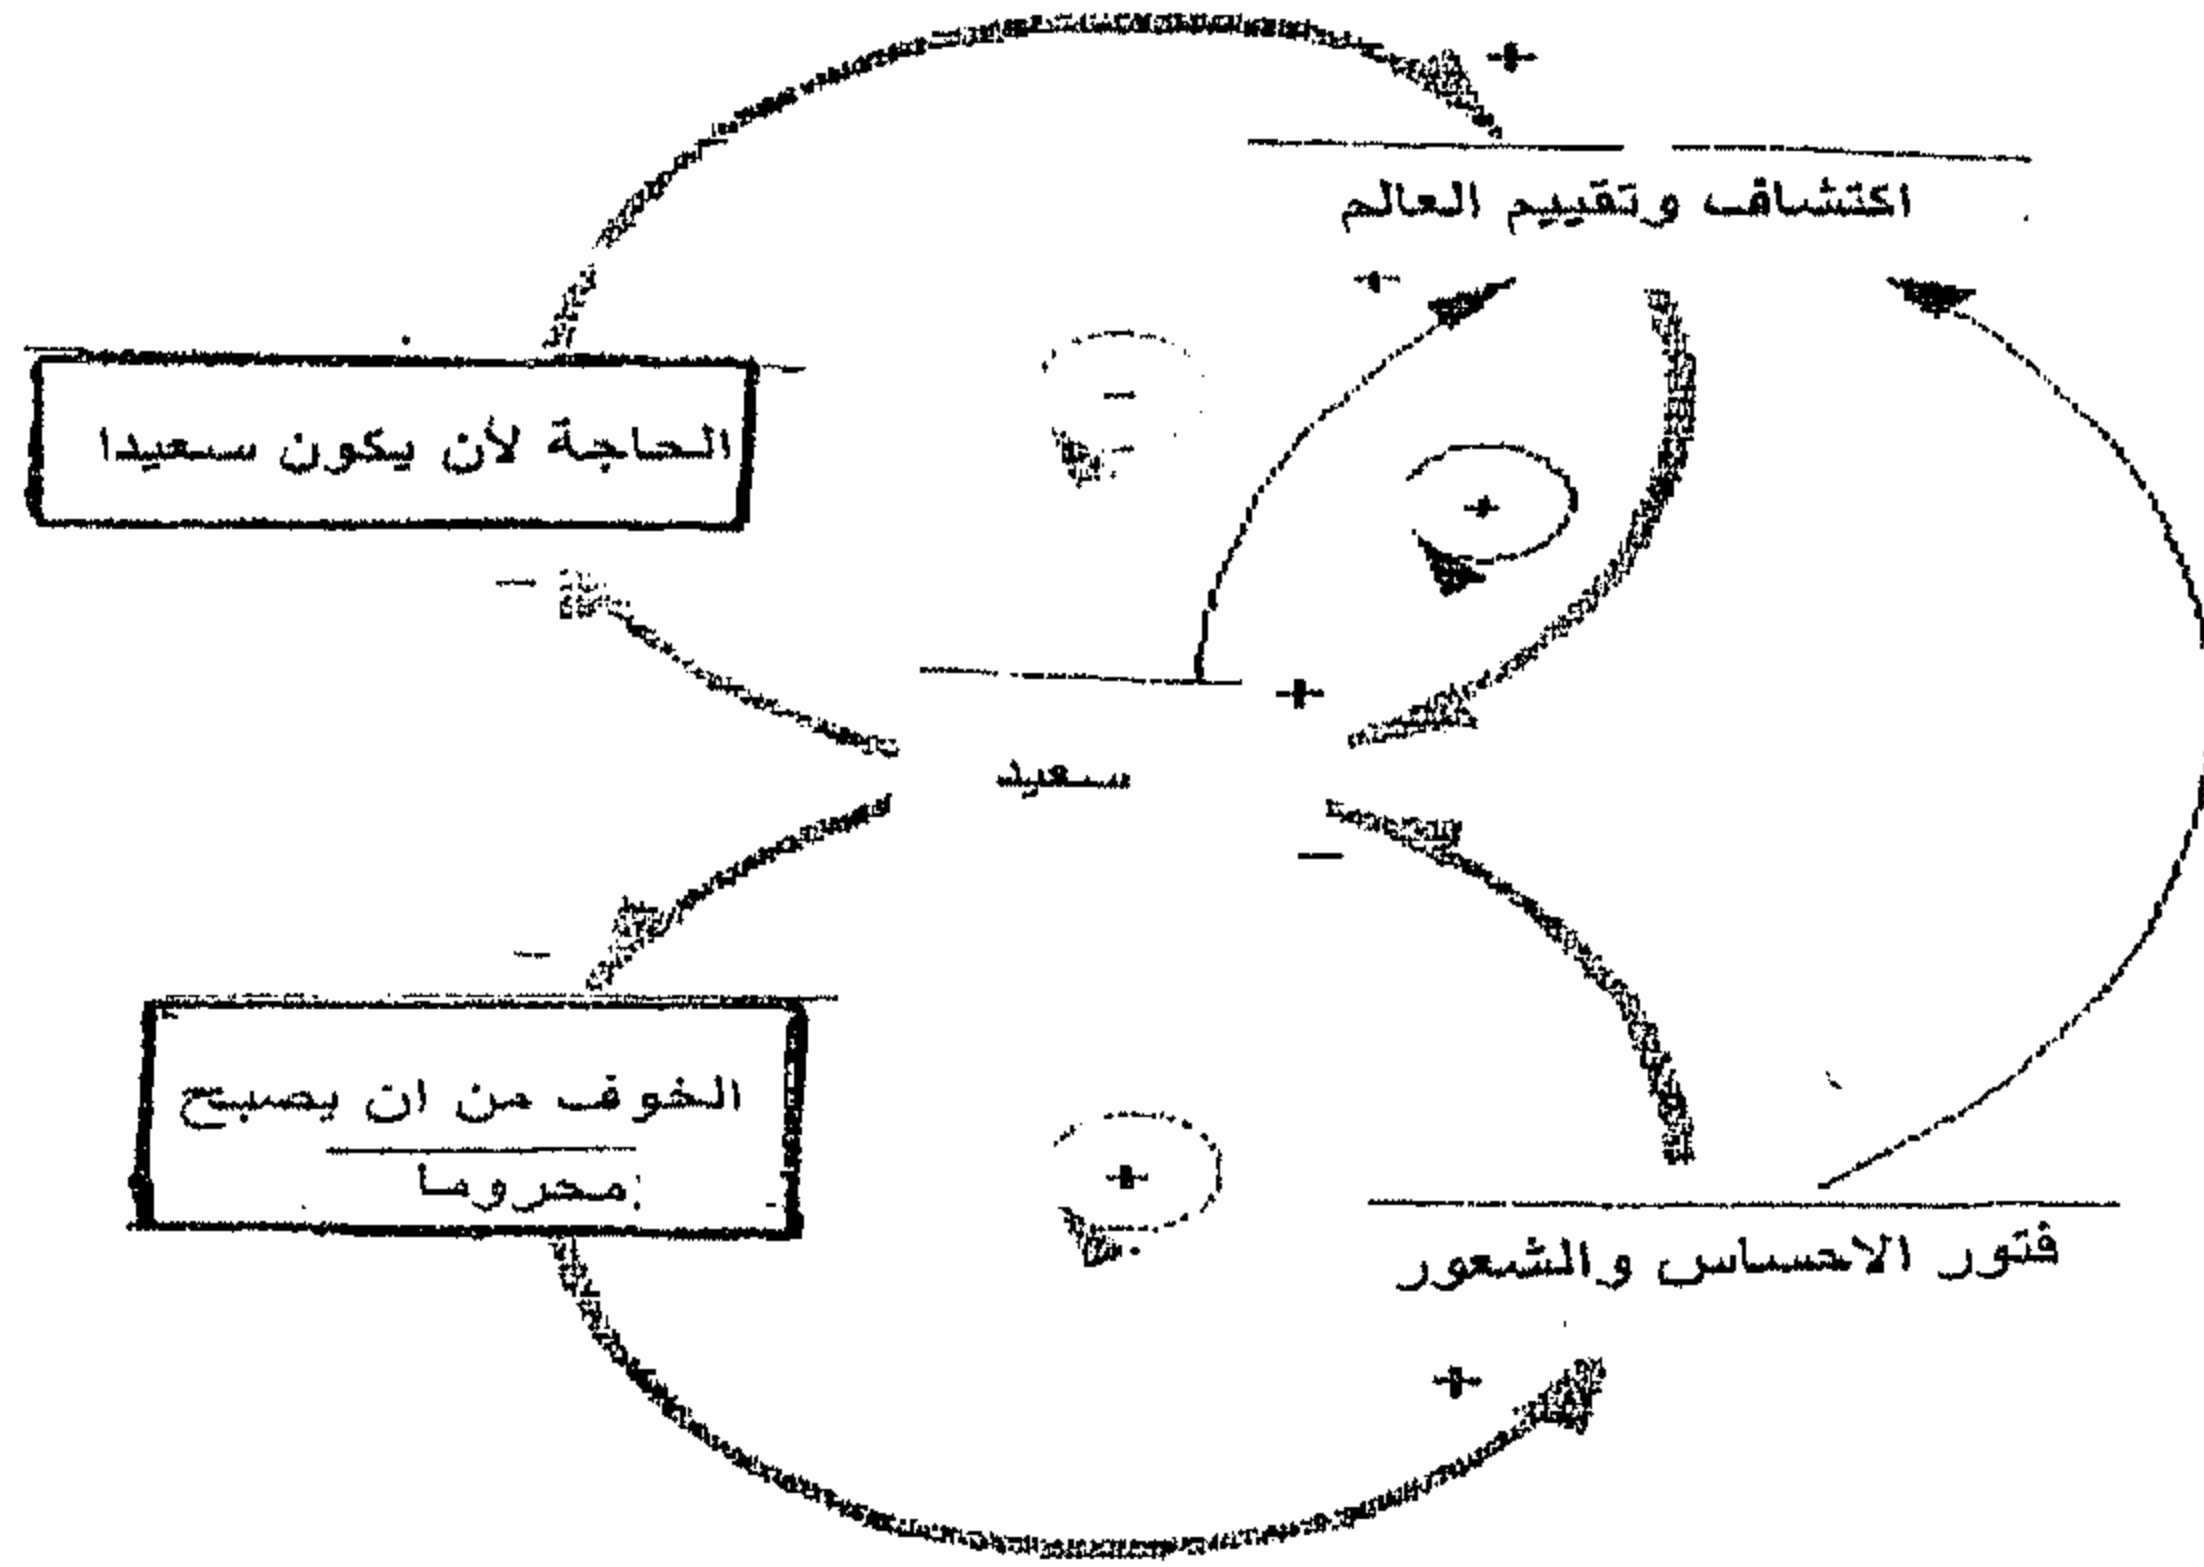 +
اكتشاف وتقييم العالم
+
الحاجة لأن يكون سعيدا
−
+
−
+
سعيد
−
−
الخوف من ان يصبح
محروما
+
فتور الاحساس والشعور
+